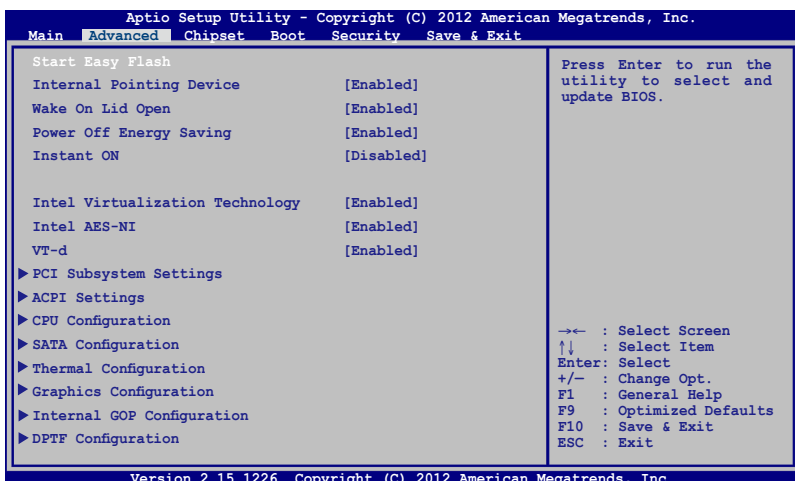 Aptio Setup Utility - Copyright (C) 2012 American Megatrends, Inc.
Main Advanced Chipset Boot Security Save & Exit
Start Easy Flash
Internal Pointing Device [Enabled]
Wake On Lid Open [Enabled]
Power Off Energy Saving [Enabled]
Instant ON [Disabled]
Intel Virtualization Technology [Enabled]
Intel AES-NI [Enabled]
VT-d [Enabled]
PCI Subsystem Settings
ACPI Settings
CPU Configuration
SATA Configuration
Thermal Configuration
Graphics Configuration
Internal GOP Configuration
DPTF Configuration
Press Enter to run the
utility to select and
update BIOS.
→← : Select Screen
↑↓ : Select Item
Enter: Select
+/— : Change Opt.
F1 : General Help
F9 : Optimized Defaults
F10 : Save & Exit
ESC : Exit
Version 2.15.1226. Copyright (C) 2012 American Megatrends, Inc.